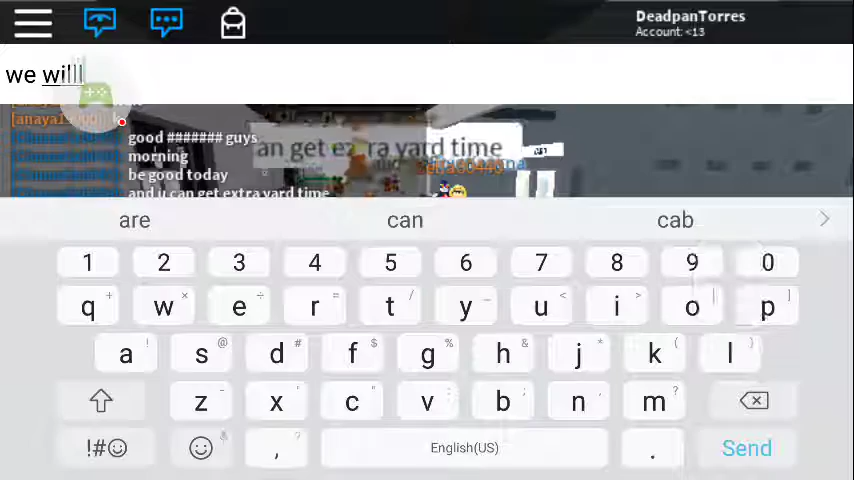 DeadpanTorres
Account: <13
we willl
good ####### guys
morning
be good today
and u can get extra yard time
an get extra yard time
are can cab
1 2 3 4 5 6 7 8 9 0
q w e r t y u i o p
a s d f g h j k l
z x c v b n m
!#☺ , English(US) . Send